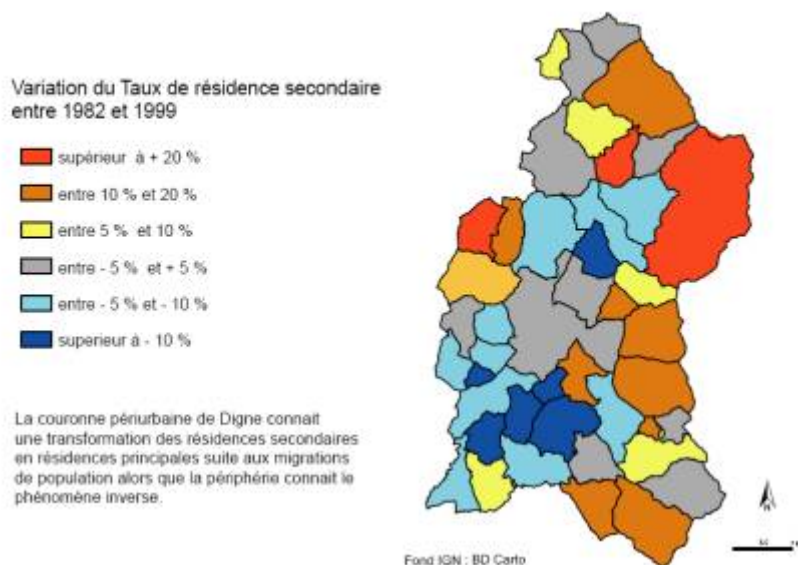 Variation du Taux de résidence secondaire
entre 1982 et 1999
supérieur à + 20 %
entre 10 % et 20 %
entre 5 % et 10 %
entre - 5 % et + 5 %
entre - 5 % et - 10 %
superieur à - 10 %
La couronne périurbaine de Digne connait
une transformation des résidences secondaires
en résidences principales suite aux migrations
de population alors que la périphérie connait le
phénomène inverse.
N
Fond IGN : BD Carto